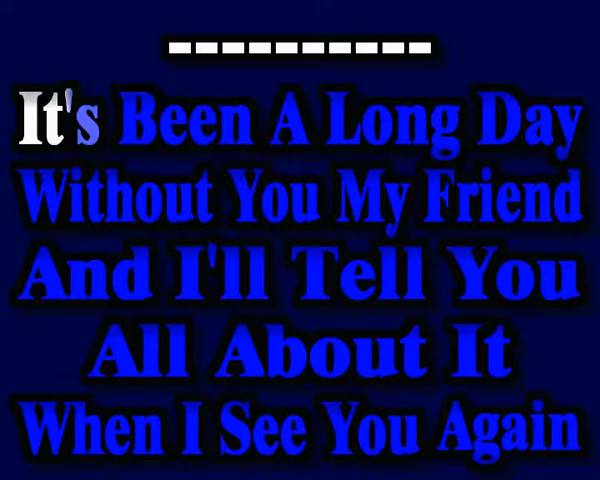 ----------
It's Been A Long Day
Without You My Friend
And I'll Tell You
All About It
When I See You Again